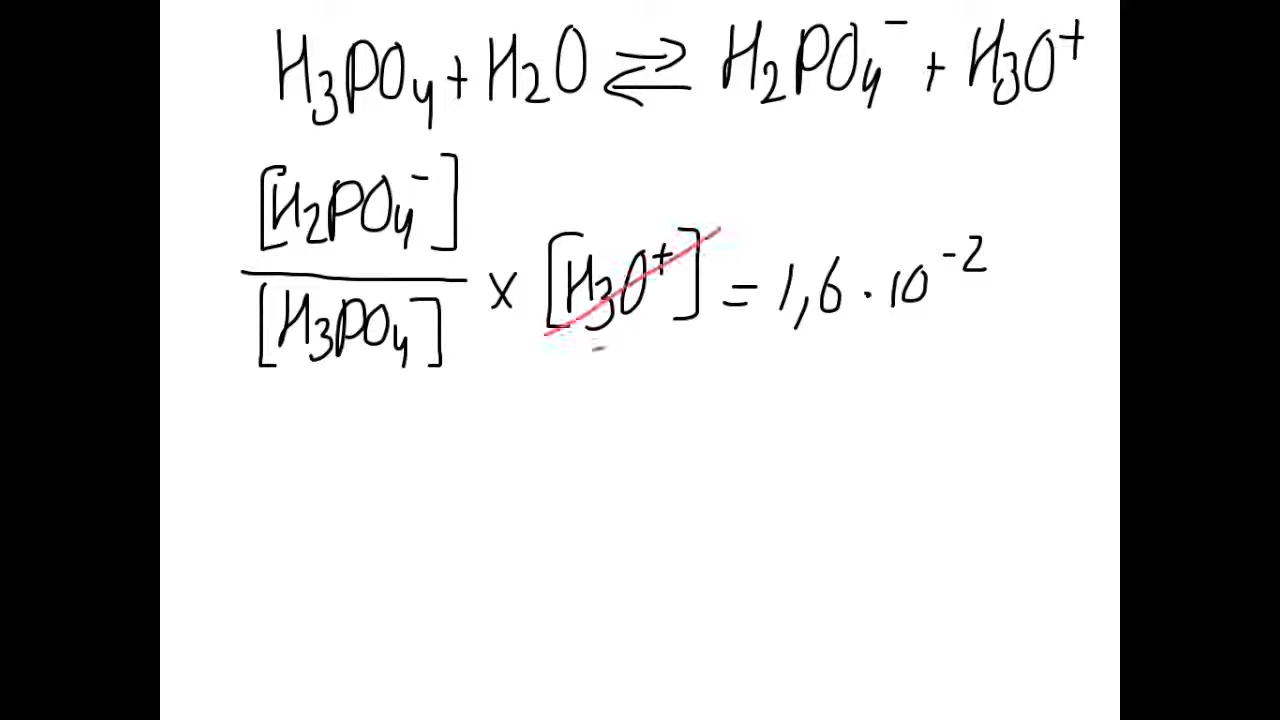 H3PO4 + H2O ⇌ H2PO4⁻ + H3O⁺
[H2PO4⁻]
[H3PO4]
x [H3O⁺] = 1,6 · 10⁻²